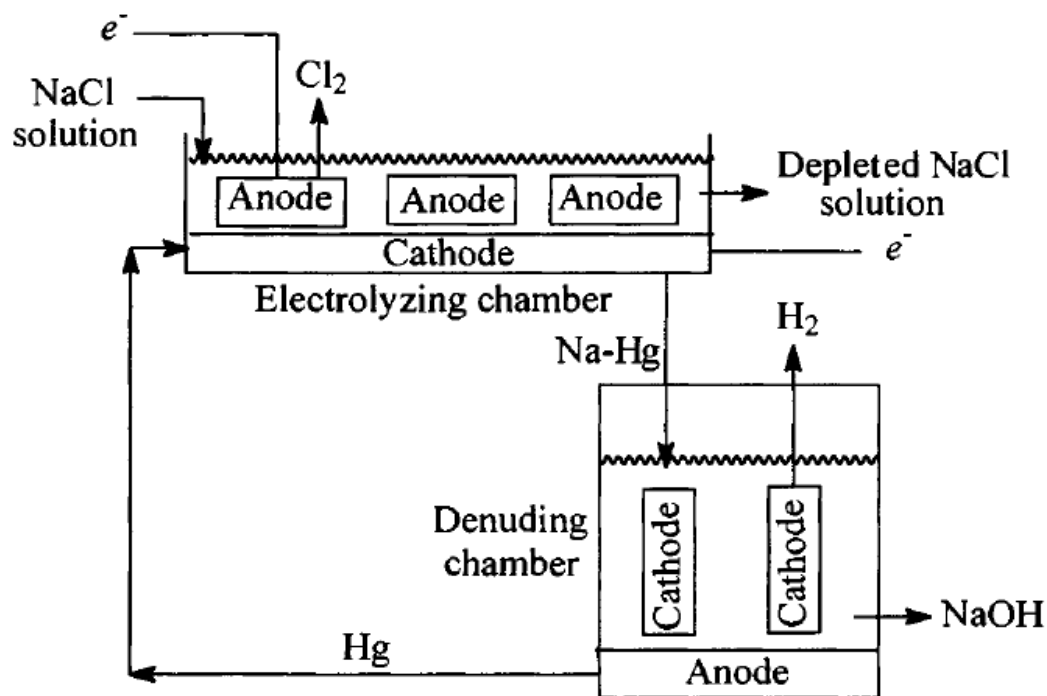 e⁻
Cl₂
NaCl
solution
Anode
Anode
Anode
Depleted NaCl
solution
Cathode
e⁻
Electrolyzing chamber
H₂
Na-Hg
Denuding
chamber
Cathode
Cathode
NaOH
Hg
Anode